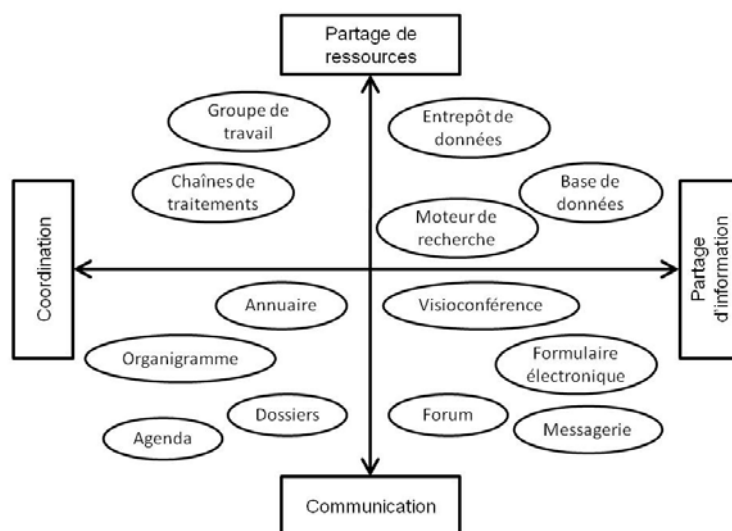 Partage de
ressources
Groupe de
travail
Entrepôt de
données
Chaînes de
traitements
Base de
données
Moteur de
recherche
Coordination
Partage
d'information
Annuaire
Visioconférence
Organigramme
Formulaire
électronique
Dossiers
Forum
Agenda
Messagerie
Communication